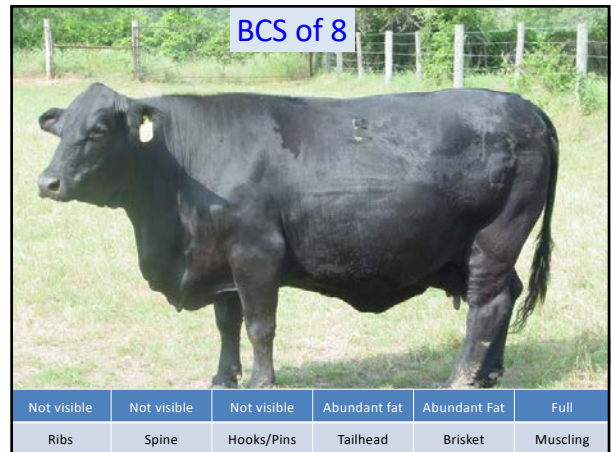 BCS of 8
Not visible Not visible Not visible Abundant fat Abundant Fat Full
Ribs Spine Hooks/Pins Tailhead Brisket Muscling